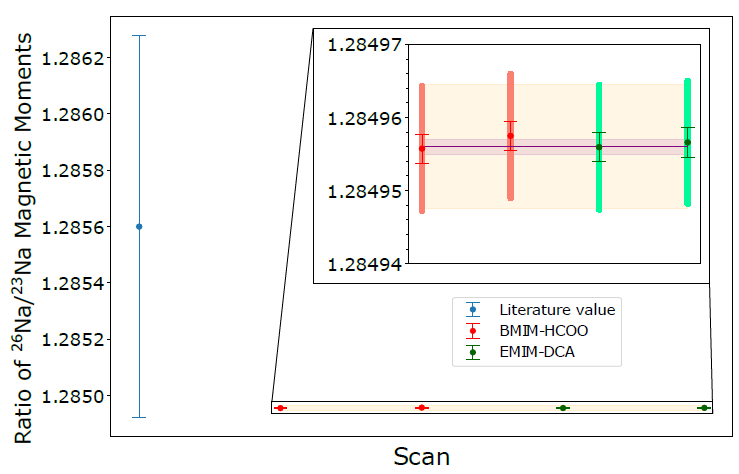 Ratio of ²⁶Na/²³Na Magnetic Moments
1.2862
1.2860
1.2858
1.2856
1.2854
1.2852
1.2850
1.28497
1.28496
1.28495
1.28494
Literature value
BMIM-HCOO
EMIM-DCA
Scan